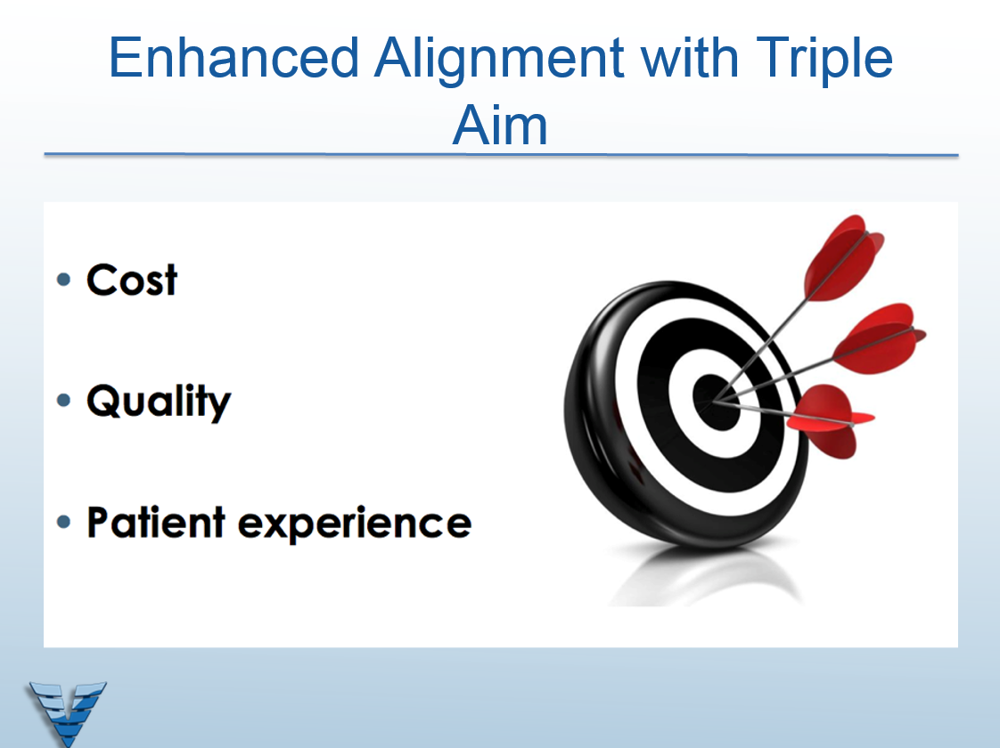 Enhanced Alignment with Triple
Aim
• Cost
• Quality
• Patient experience